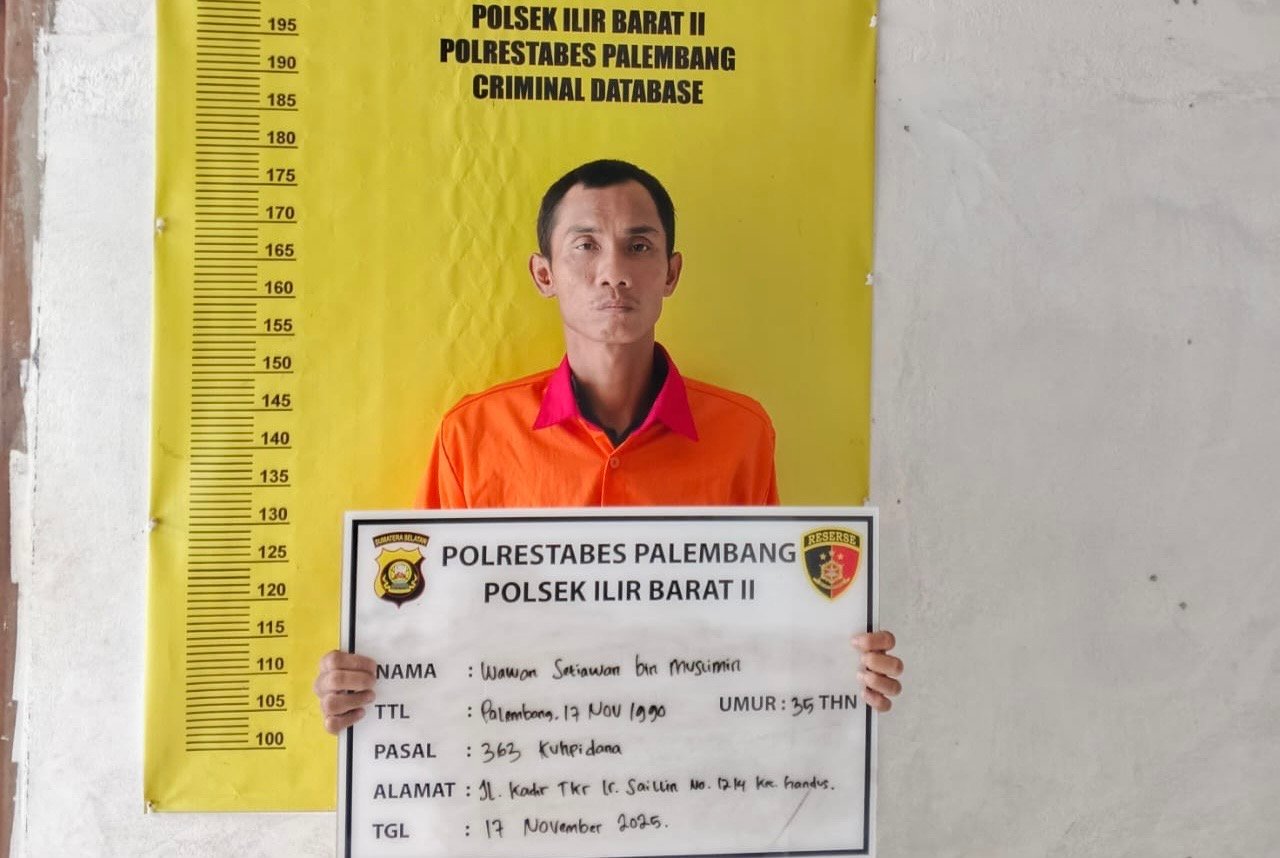 POLSEK ILIR BARAT II
POLRESTABES PALEMBANG
CRIMINAL DATABASE
195
190
185
180
175
170
165
160
155
150
145
140
135
130
125
120
115
110
105
100
SUMATERA SELATAN
RESERSE
POLRESTABES PALEMBANG
POLSEK ILIR BARAT II
NAMA : Wawan Setiawan bin Muslimin
TTL : Palembang, 17 Nov 1990 UMUR : 35 THN
PASAL : 363 Kuhpidana
ALAMAT : Jl. Kadir Tkr lr. No. 1214 Kec. Gandus.
TGL : 17 November 2025.